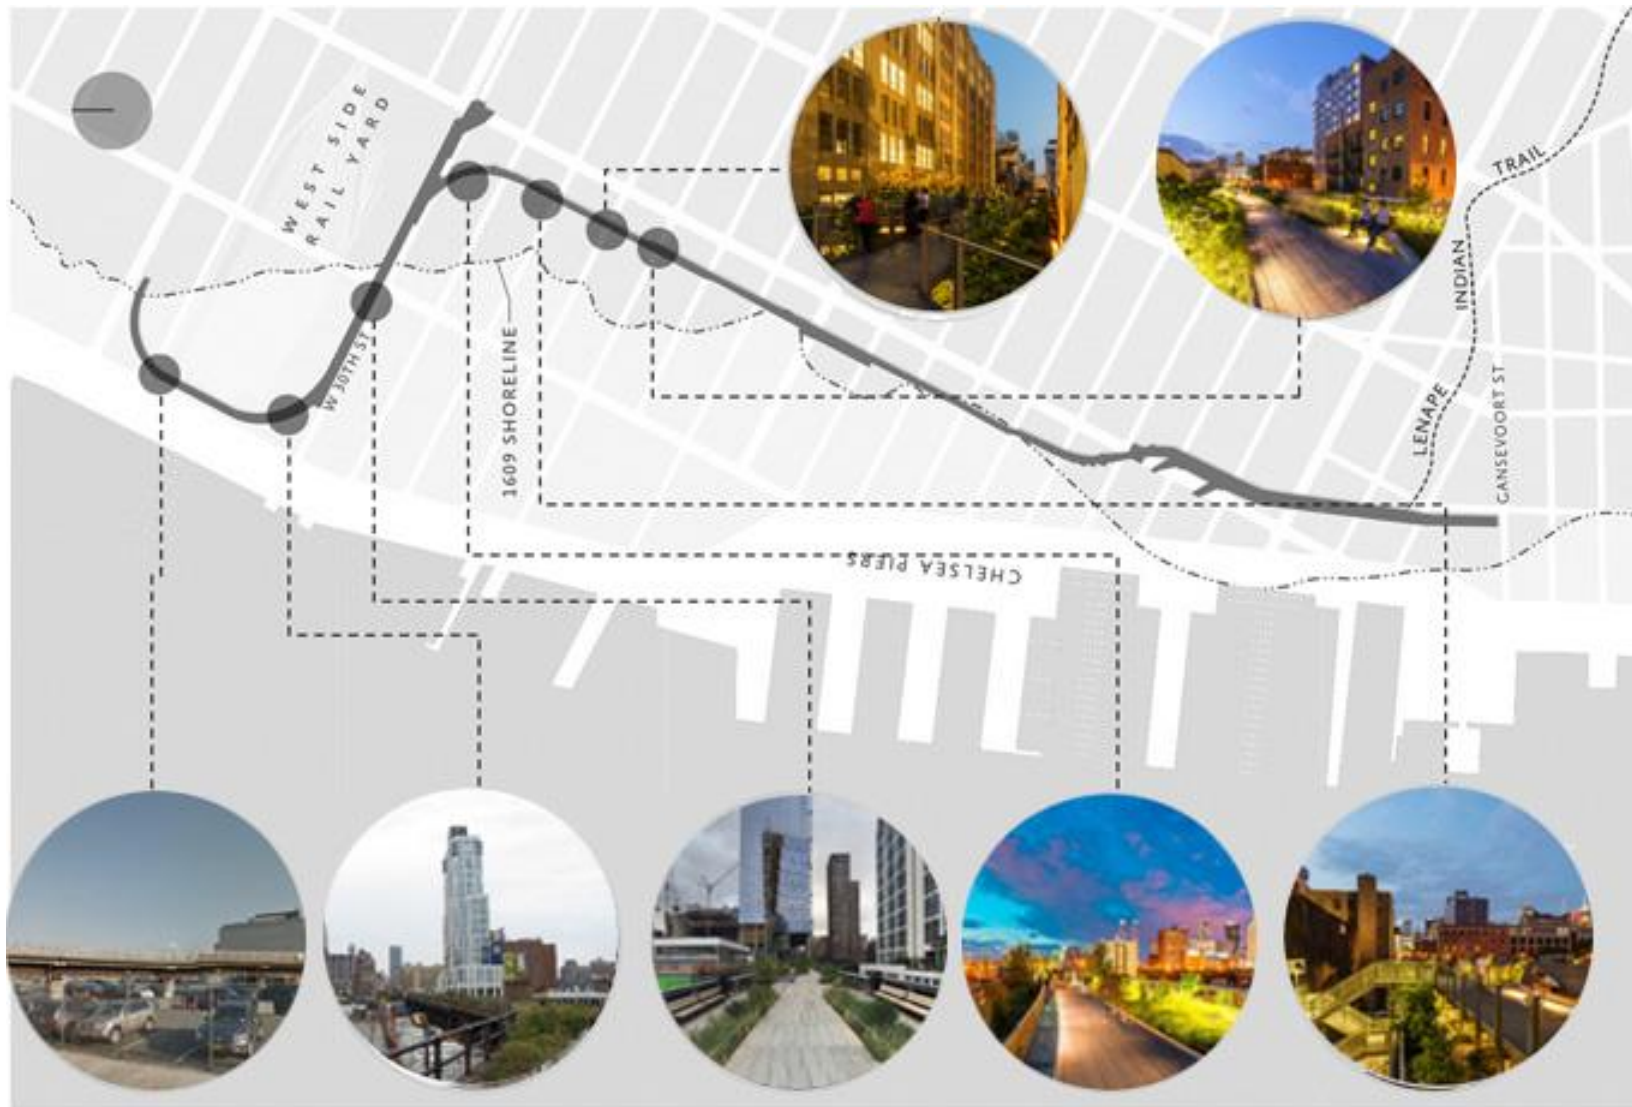 WEST SIDE
RAIL YARD
W 30TH ST
1609 SHORELINE
CHELSEA PIERS
LENAPE INDIAN TRAIL
GANSEVOORT ST